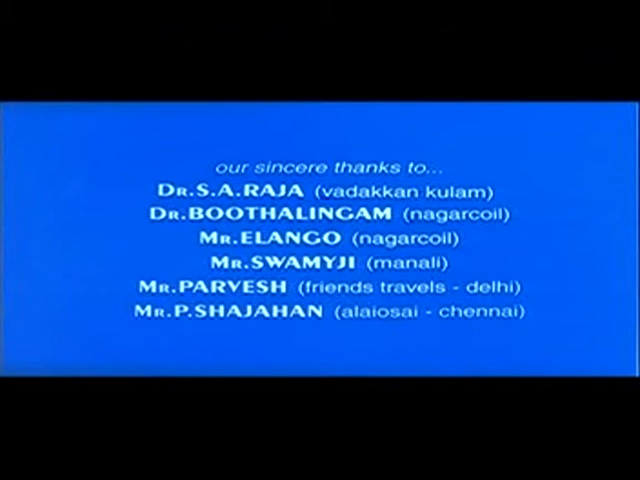 our sincere thanks to...
DR.S.A.RAJA (vadakkan kulam)
DR.BOOTHALINGAM (nagarcoil)
MR.ELANGO (nagarcoil)
MR.SWAMYJI (manali)
MR.PARVESH (friends travels - delhi)
MR.P.SHAJAHAN (alaiosai - chennai)